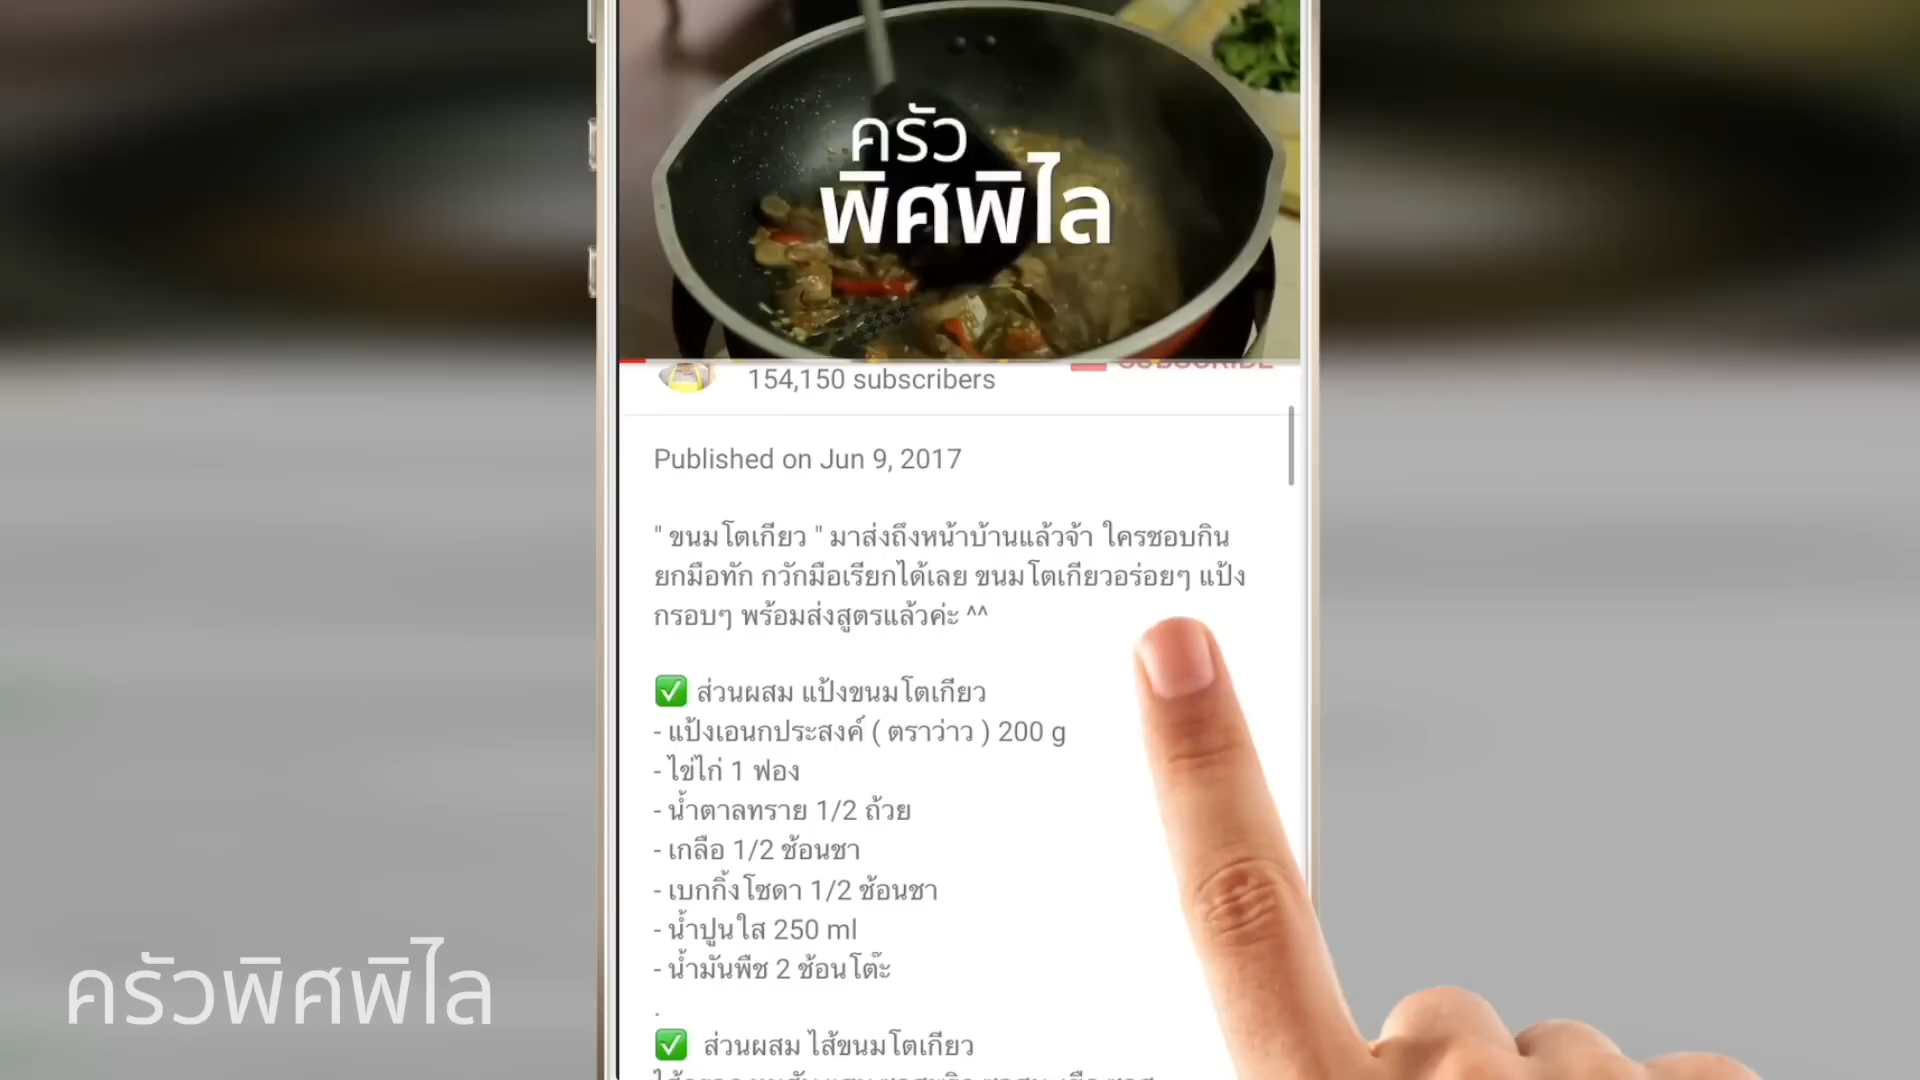 ครัว
พิศพิไล
SUBSCRIBE
154,150 subscribers
Published on Jun 9, 2017
" ขนมโตเกียว " มาส่งถึงหน้าบ้านแล้วจ้า ใครชอบกิน
ยกมือทัก กวักมือเรียกได้เลย ขนมโตเกียวอร่อยๆ แป้ง
กรอบๆ พร้อมส่งสูตรแล้วค่ะ ^^
✅ ส่วนผสม แป้งขนมโตเกียว
- แป้งเอนกประสงค์ ( ตราว่าว ) 200 g
- ไข่ไก่ 1 ฟอง
- น้ำตาลทราย 1/2 ถ้วย
- เกลือ 1/2 ช้อนชา
- เบกกิ้งโซดา 1/2 ช้อนชา
- น้ำปูนใส 250 ml
- น้ำมันพืช 2 ช้อนโต๊ะ
.
✅ ส่วนผสม ไส้ขนมโตเกียว
ครัวพิศพิไล